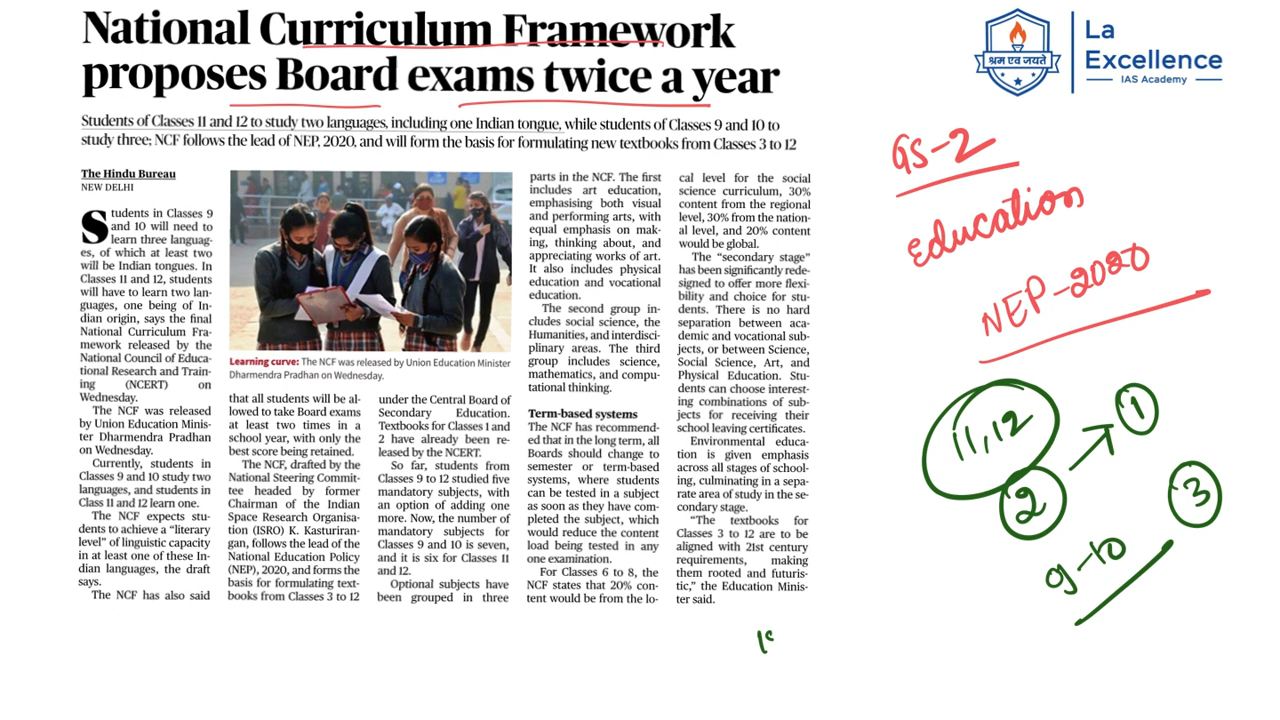 National Curriculum Framework
proposes Board exams twice a year
Students of Classes 11 and 12 to study two languages, including one Indian tongue, while students of Classes 9 and 10 to
study three; NCF follows the lead of NEP, 2020, and will form the basis for formulating new textbooks from Classes 3 to 12
The Hindu Bureau
NEW DELHI
Students in Classes 9
and 10 will need to
learn three languag-
es, of which at least two
will be Indian tongues. In
Classes 11 and 12, students
will have to learn two lan-
guages, one being of In-
dian origin, says the final
National Curriculum Fra-
mework released by the
National Council of Educa-
tional Research and Train-
ing (NCERT) on
Wednesday.
The NCF was released
by Union Education Minis-
ter Dharmendra Pradhan
on Wednesday.
Currently, students in
Classes 9 and 10 study two
languages, and students in
Class 11 and 12 learn one.
The NCF expects stu-
dents to achieve a “literary
level” of linguistic capacity
in at least one of these In-
dian languages, the draft
says.
The NCF has also said
Learning curve: The NCF was released by Union Education Minister
Dharmendra Pradhan on Wednesday.
that all students will be al-
lowed to take Board exams
at least two times in a
school year, with only the
best score being retained.
The NCF, drafted by the
National Steering Commit-
tee headed by former
Chairman of the Indian
Space Research Organisa-
tion (ISRO) K. Kasturiran-
gan, follows the lead of the
National Education Policy
(NEP), 2020, and forms the
basis for formulating text-
books from Classes 3 to 12
under the Central Board of
Secondary Education.
Textbooks for Classes 1 and
2 have already been re-
leased by the NCERT.
So far, students from
Classes 9 to 12 studied five
mandatory subjects, with
an option of adding one
more. Now, the number of
mandatory subjects for
Classes 9 and 10 is seven,
and it is six for Classes 11
and 12.
Optional subjects have
been grouped in three
parts in the NCF. The first
includes art education,
emphasising both visual
and performing arts, with
equal emphasis on mak-
ing, thinking about, and
appreciating works of art.
It also includes physical
education and vocational
education.
The second group in-
cludes social science, the
Humanities, and interdisci-
plinary areas. The third
group includes science,
mathematics, and compu-
tational thinking.
Term-based systems
The NCF has recommend-
ed that in the long term, all
Boards should change to
semester or term-based
systems, where students
can be tested in a subject
as soon as they have com-
pleted the subject, which
would reduce the content
load being tested in any
one examination.
For Classes 6 to 8, the
NCF states that 20% con-
tent would be from the lo-
cal level for the social
science curriculum, 30%
content from the regional
level, 30% from the nation-
al level, and 20% content
would be global.
The “secondary stage”
has been significantly rede-
signed to offer more flexi-
bility and choice for stu-
dents. There is no hard
separation between aca-
demic and vocational sub-
jects, or between Science,
Social Science, Art, and
Physical Education. Stu-
dents can choose interest-
ing combinations of sub-
jects for receiving their
school leaving certificates.
Environmental educa-
tion is given emphasis
across all stages of school-
ing, culminating in a sepa-
rate area of study in the se-
condary stage.
“The textbooks for
Classes 3 to 12 are to be
aligned with 21st century
requirements, making
them rooted and futuris-
tic,” the Education Minis-
ter said.
श्रम एव जयते
La
Excellence
IAS Academy
GS-2
Education
NEP-2020
11,12
2
1
9-10
3